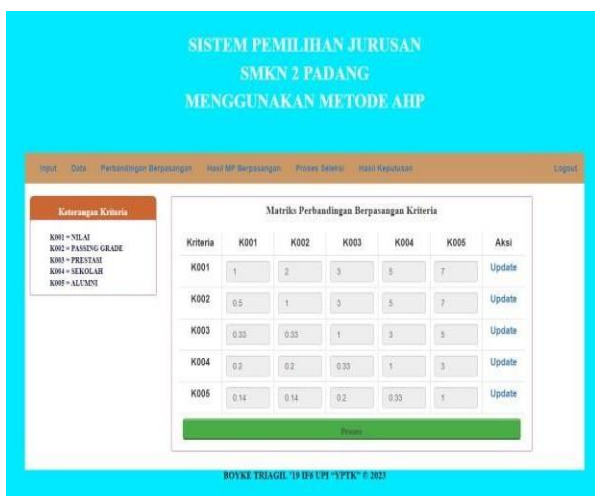 SISTEM PEMILIHAN JURUSAN
SMKN 2 PADANG
MENGGUNAKAN METODE AHP
Input Data Perbandingan Berpasangan Hasil MP Berpasangan Proses Seleksi Hasil Keputusan Logout
Keterangan Kriteria
K001 = NILAI
K002 = PASSING GRADE
K003 = PRESTASI
K004 = SEKOLAH
K005 = ALUMNI
Matriks Perbandingan Berpasangan Kriteria
Kriteria K001 K002 K003 K004 K005 Aksi
K001 1 2 3 5 7 Update
K002 0.5 1 3 5 7 Update
K003 0.33 0.33 1 3 5 Update
K004 0.2 0.2 0.33 1 3 Update
K005 0.14 0.14 0.2 0.33 1 Update
Proses
BOYKE TRIAGIL '19 IF6 UPI "YPTK" © 2023